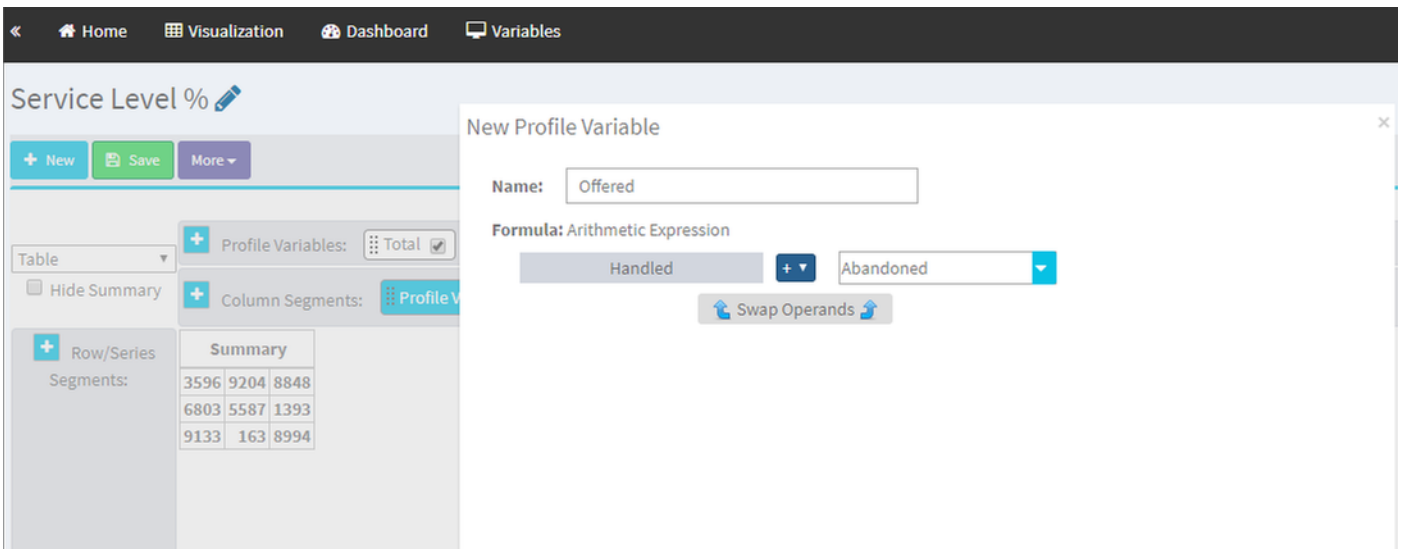 « Home Visualization Dashboard Variables
Service Level %
New Profile Variable ×
+ New Save More
Name: Offered
Formula: Arithmetic Expression
Handled + Abandoned
Swap Operands
Table
Hide Summary
+ Profile Variables: Total
+ Column Segments: Profile V
+ Row/Series
Segments:
Summary
3596 9204 8848
6803 5587 1393
9133 163 8994